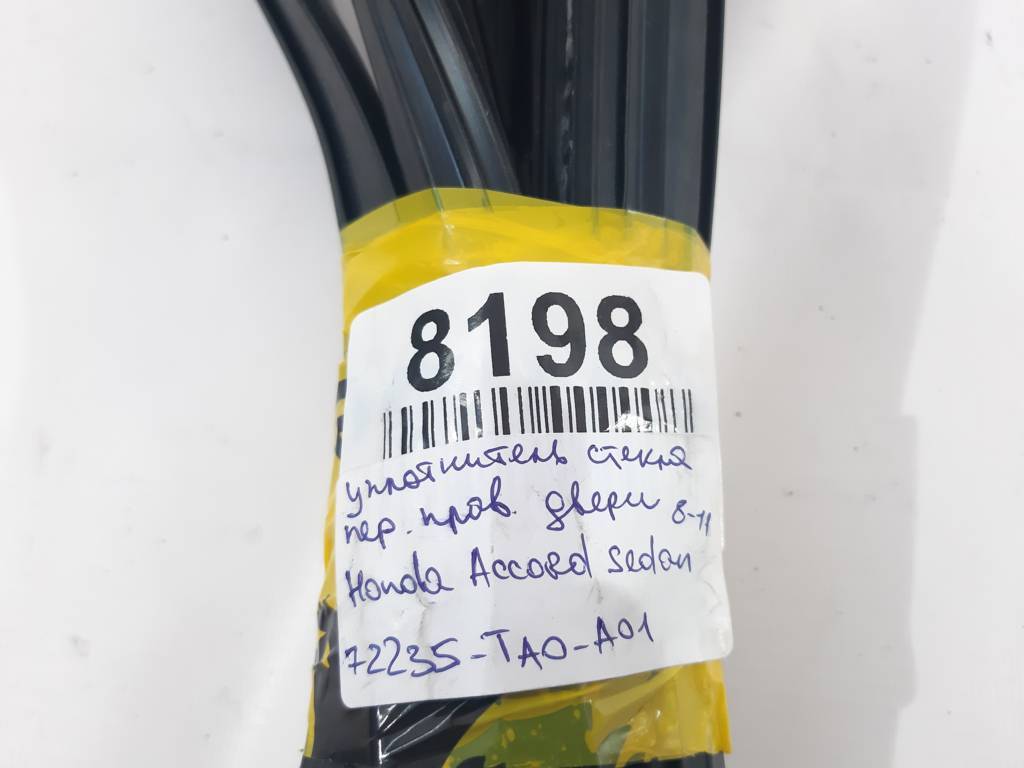 8198
уплотнитель стекла
пер. прав. двери 8-11
Honda Accord Sedan
72235-TA0-A01